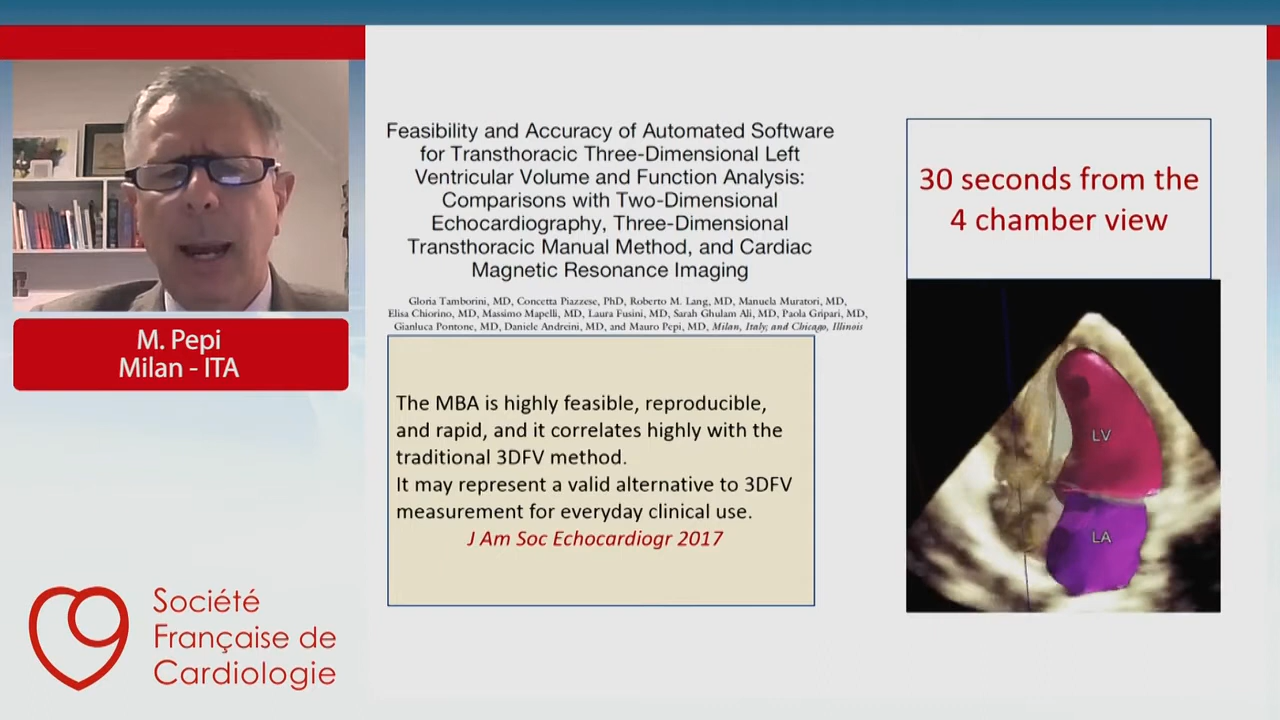 M. Pepi
Milan - ITA
Société
Française de
Cardiologie
Feasibility and Accuracy of Automated Software
for Transthoracic Three-Dimensional Left
Ventricular Volume and Function Analysis:
Comparisons with Two-Dimensional
Echocardiography, Three-Dimensional
Transthoracic Manual Method, and Cardiac
Magnetic Resonance Imaging
Gloria Tamborini, MD, Concetta Piazzese, PhD, Roberto M. Lang, MD, Manuela Muratori, MD,
Elisa Chiorino, MD, Massimo Mapelli, MD, Laura Fusini, MD, Sarah Ghulam Ali, MD, Paola Gripari, MD,
Gianluca Pontone, MD, Daniele Andreini, MD, and Mauro Pepi, MD, Milan, Italy; and Chicago, Illinois
The MBA is highly feasible, reproducible,
and rapid, and it correlates highly with the
traditional 3DFV method.
It may represent a valid alternative to 3DFV
measurement for everyday clinical use.
J Am Soc Echocardiogr 2017
30 seconds from the
4 chamber view
LV
LA